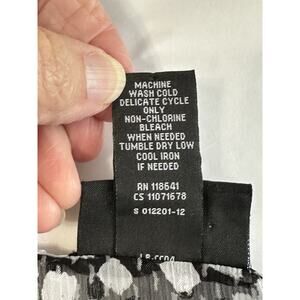 MACHINE
WASH COLD
DELICATE CYCLE
ONLY
NON-CHLORINE
BLEACH
WHEN NEEDED
TUMBLE DRY LOW
COOL IRON
IF NEEDED
RN 118641
CS 11071678
S 012201-12